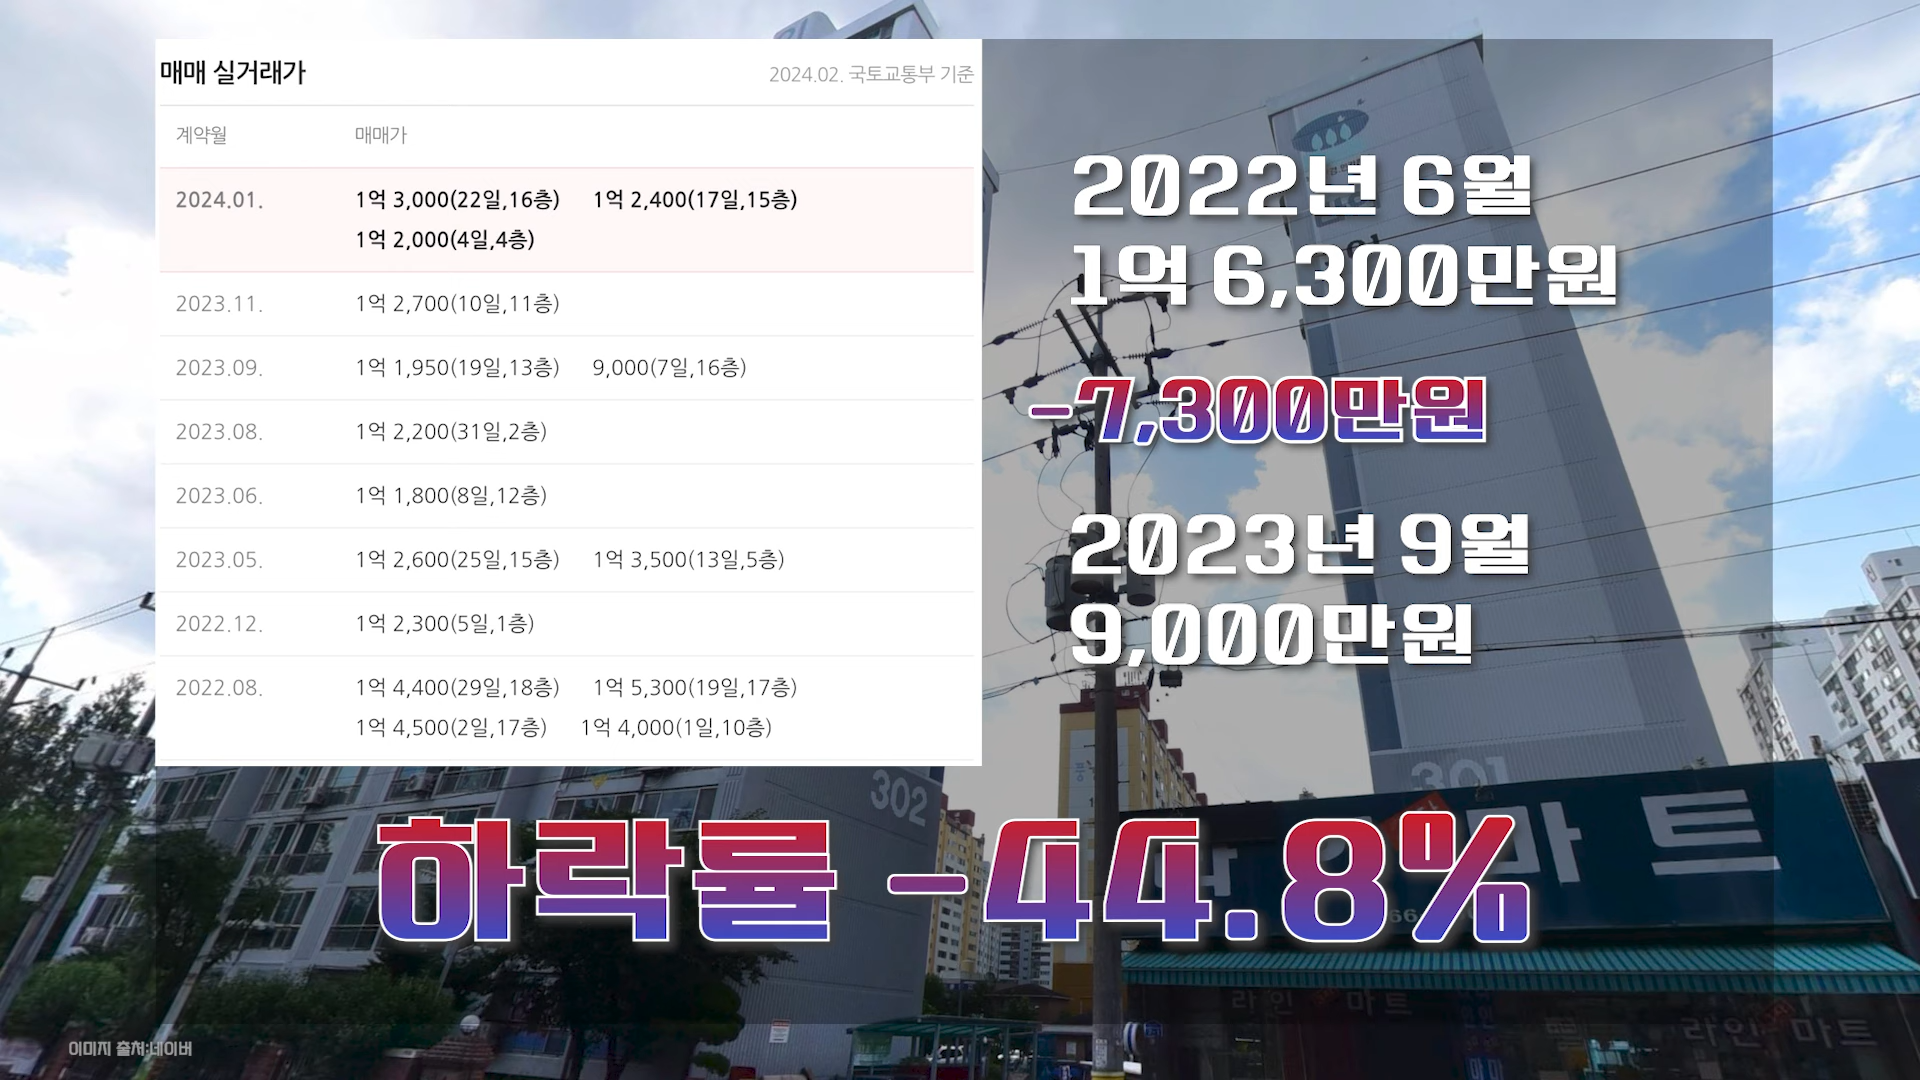 매매 실거래가
2024.02. 국토교통부 기준
계약월 매매가
2024.01. 1억 3,000(22일,16층) 1억 2,400(17일,15층)
1억 2,000(4일,4층)
2023.11. 1억 2,700(10일,11층)
2023.09. 1억 1,950(19일,13층) 9,000(7일,16층)
2023.08. 1억 2,200(31일,2층)
2023.06. 1억 1,800(8일,12층)
2023.05. 1억 2,600(25일,15층) 1억 3,500(13일,5층)
2022.12. 1억 2,300(5일,1층)
2022.08. 1억 4,400(29일,18층) 1억 5,300(19일,17층)
1억 4,500(2일,17층) 1억 4,000(1일,10층)
2022년 6월
1억 6,300만원
-7,300만원
2023년 9월
9,000만원
302
301
하락률 -44.8%
마트
라인 마트
라인 마트
이미지 출처:네이버